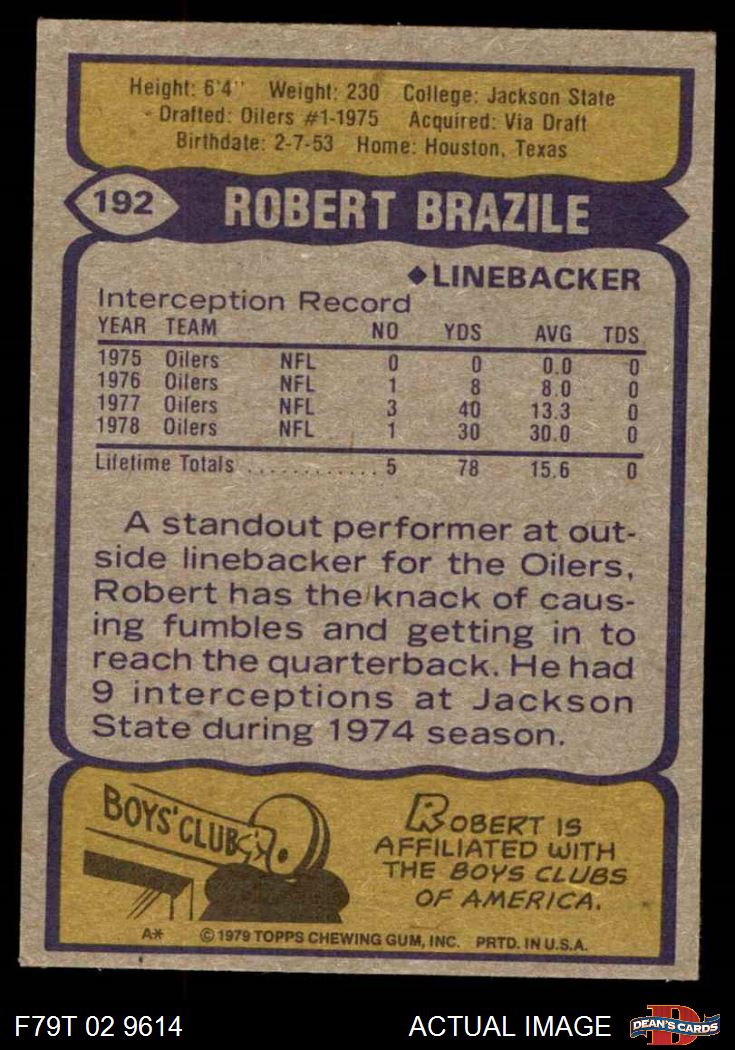 Height: 6'4" Weight: 230 College: Jackson State
Drafted: Oilers #1-1975 Acquired: Via Draft
Birthdate: 2-7-53 Home: Houston, Texas
192 ROBERT BRAZILE
◆LINEBACKER
Interception Record
YEAR TEAM NO YDS AVG TDS
1975 Oilers NFL 0 0 0.0 0
1976 Oilers NFL 1 8 8.0 0
1977 Oilers NFL 3 40 13.3 0
1978 Oilers NFL 1 30 30.0 0
Lifetime Totals ............ 5 78 15.6 0
A standout performer at out-
side linebacker for the Oilers,
Robert has the knack of caus-
ing fumbles and getting in to
reach the quarterback. He had
9 interceptions at Jackson
State during 1974 season.
BOYS' CLUBS
ROBERT IS
AFFILIATED WITH
THE BOYS CLUBS
OF AMERICA.
A* © 1979 TOPPS CHEWING GUM, INC. PRTD. IN U.S.A.
F79T 02 9614 ACTUAL IMAGE D DEAN'S CARDS